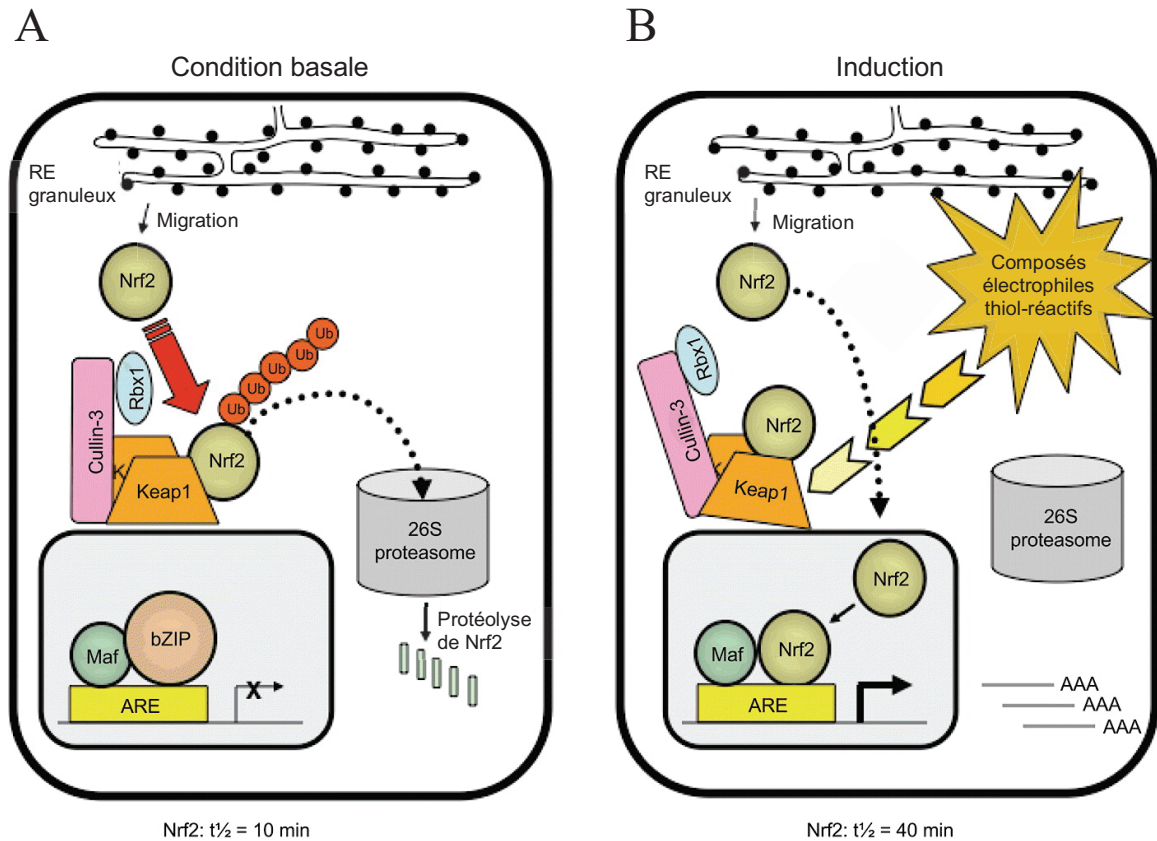 A
Condition basale
RE
granuleux
Migration
Nrf2
Ub
Ub
Ub
Ub
Ub
Rbx1
Cullin-3
Nrf2
K
Keap1
26S
proteasome
Protéolyse
de Nrf2
bZIP
Maf
ARE
X
Nrf2: t½ = 10 min
B
Induction
RE
granuleux
Migration
Nrf2
Composés
électrophiles
thiol-réactifs
Rbx1
Cullin-3
Nrf2
Keap1
26S
proteasome
Nrf2
Maf
Nrf2
ARE
AAA
AAA
AAA
Nrf2: t½ = 40 min